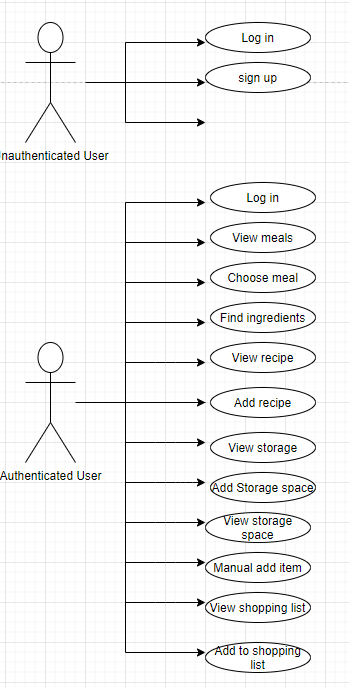 Log in
sign up
Unauthenticated User
Log in
View meals
Choose meal
Find ingredients
View recipe
Add recipe
View storage
Authenticated User
Add Storage space
View storage
space
Manual add item
View shopping list
Add to shopping
list